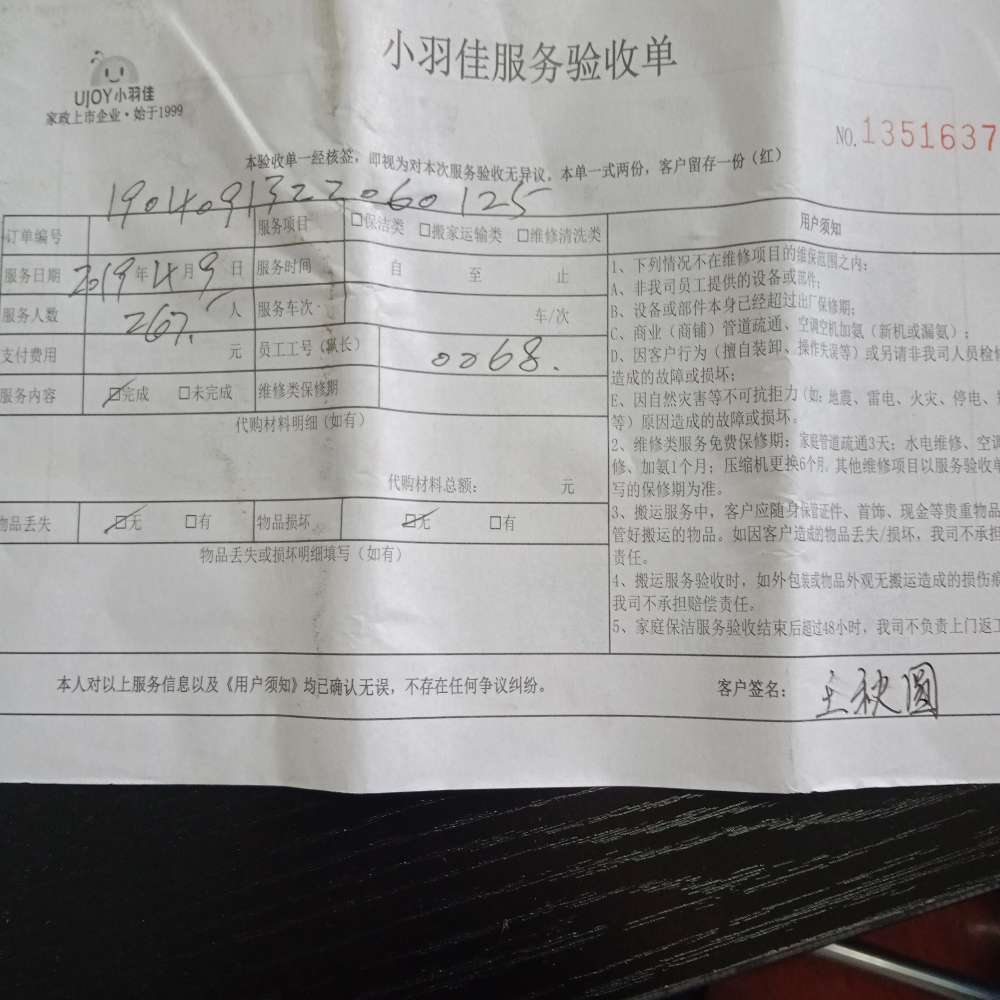 小羽佳服务验收单
UJOY小羽佳
家政上市企业·始于1999
NO.1351637
本验收单一经核签，即视为对本次服务验收无异议。本单一式两份，客户留存一份（红）
190409132206012​5
订单编号 服务项目 □保洁类 □搬家运输类 □维修清洗类
服务日期 2019年4月9日 服务时间 自 至 止
服务人数 人 服务车次 车/次
支付费用 267. 元 员工工号（队长） 0068.
服务内容 ☑完成 □未完成 维修类保修期
代购材料明细（如有）
代购材料总额： 元
物品丢失 ☑无 □有 物品损坏 ☑无 □有
物品丢失或损坏明细填写（如有）
用户须知
1、下列情况不在维修项目的维保范围之内：
A、非我司员工提供的设备或部件；
B、设备或部件本身已经超过出厂保修期；
C、商业（商铺）管道疏通、空调空机加氨（新机或漏氨）；
D、因客户行为（擅自装卸、操作失误等）或另请非我司人员检修
造成的故障或损坏；
E、因自然灾害等不可抗拒力（如：地震、雷电、火灾、停电、
等）原因造成的故障或损坏。
2、维修类服务免费保修期：家庭管道疏通3天；水电维修、空调
修、加氨1个月；压缩机更换6个月，其他维修项目以服务验收单
写的保修期为准。
3、搬运服务中，客户应随身保管证件、首饰、现金等贵重物品
管好搬运的物品。如因客户造成的物品丢失/损坏，我司不承担
责任。
4、搬运服务验收时，如外包装或物品外观无搬运造成的损伤痕
我司不承担赔偿责任。
5、家庭保洁服务验收结束后超过48小时，我司不负责上门返工
本人对以上服务信息以及《用户须知》均已确认无误，不存在任何争议纠纷。
客户签名：王秋圆